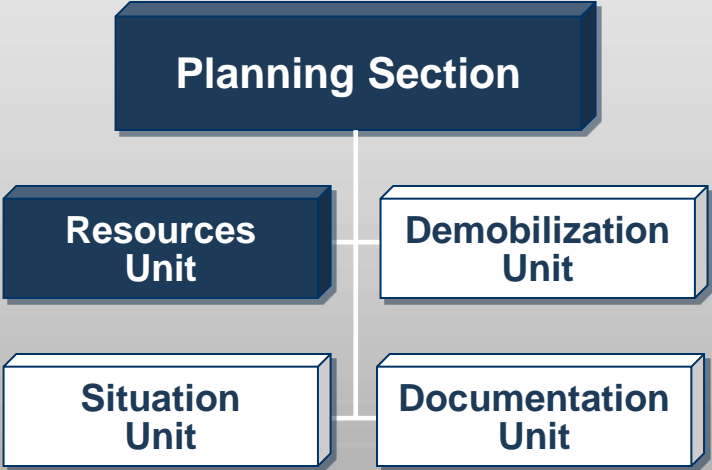 Planning Section
Resources
Unit
Demobilization
Unit
Situation
Unit
Documentation
Unit